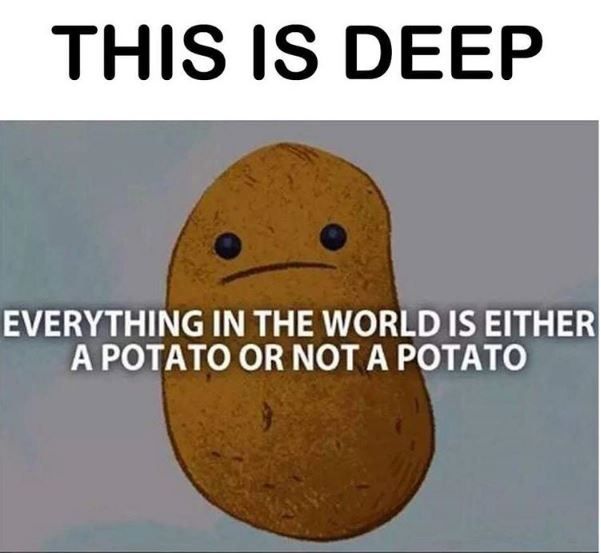 THIS IS DEEP
EVERYTHING IN THE WORLD IS EITHER
A POTATO OR NOT A POTATO